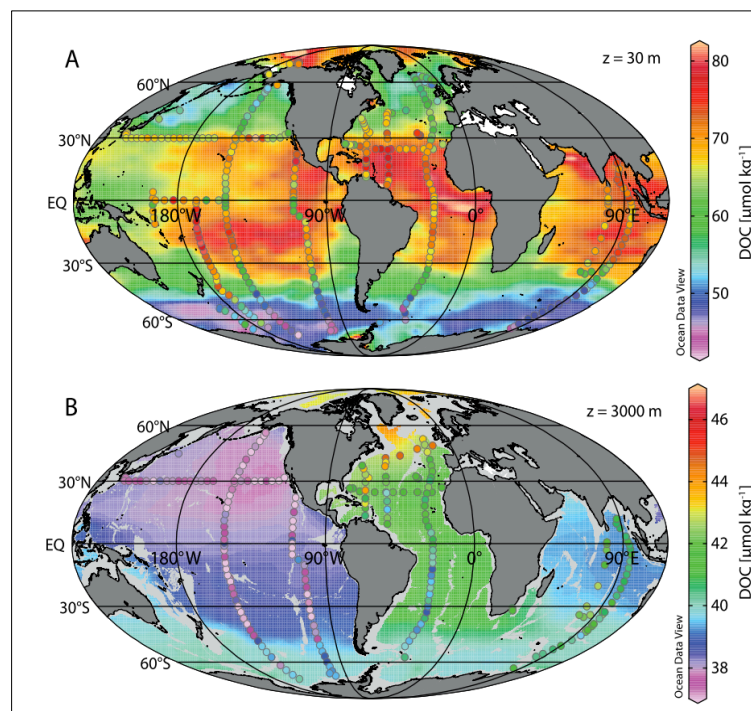 A
z = 30 m
60°N
30°N
EQ
180°W
90°W
0°
90°E
30°S
60°S
80
70
60
50
DOC [µmol kg⁻¹]
Ocean Data View
B
z = 3000 m
60°N
30°N
EQ
180°W
90°W
0°
90°E
30°S
60°S
46
44
42
40
38
DOC [µmol kg⁻¹]
Ocean Data View